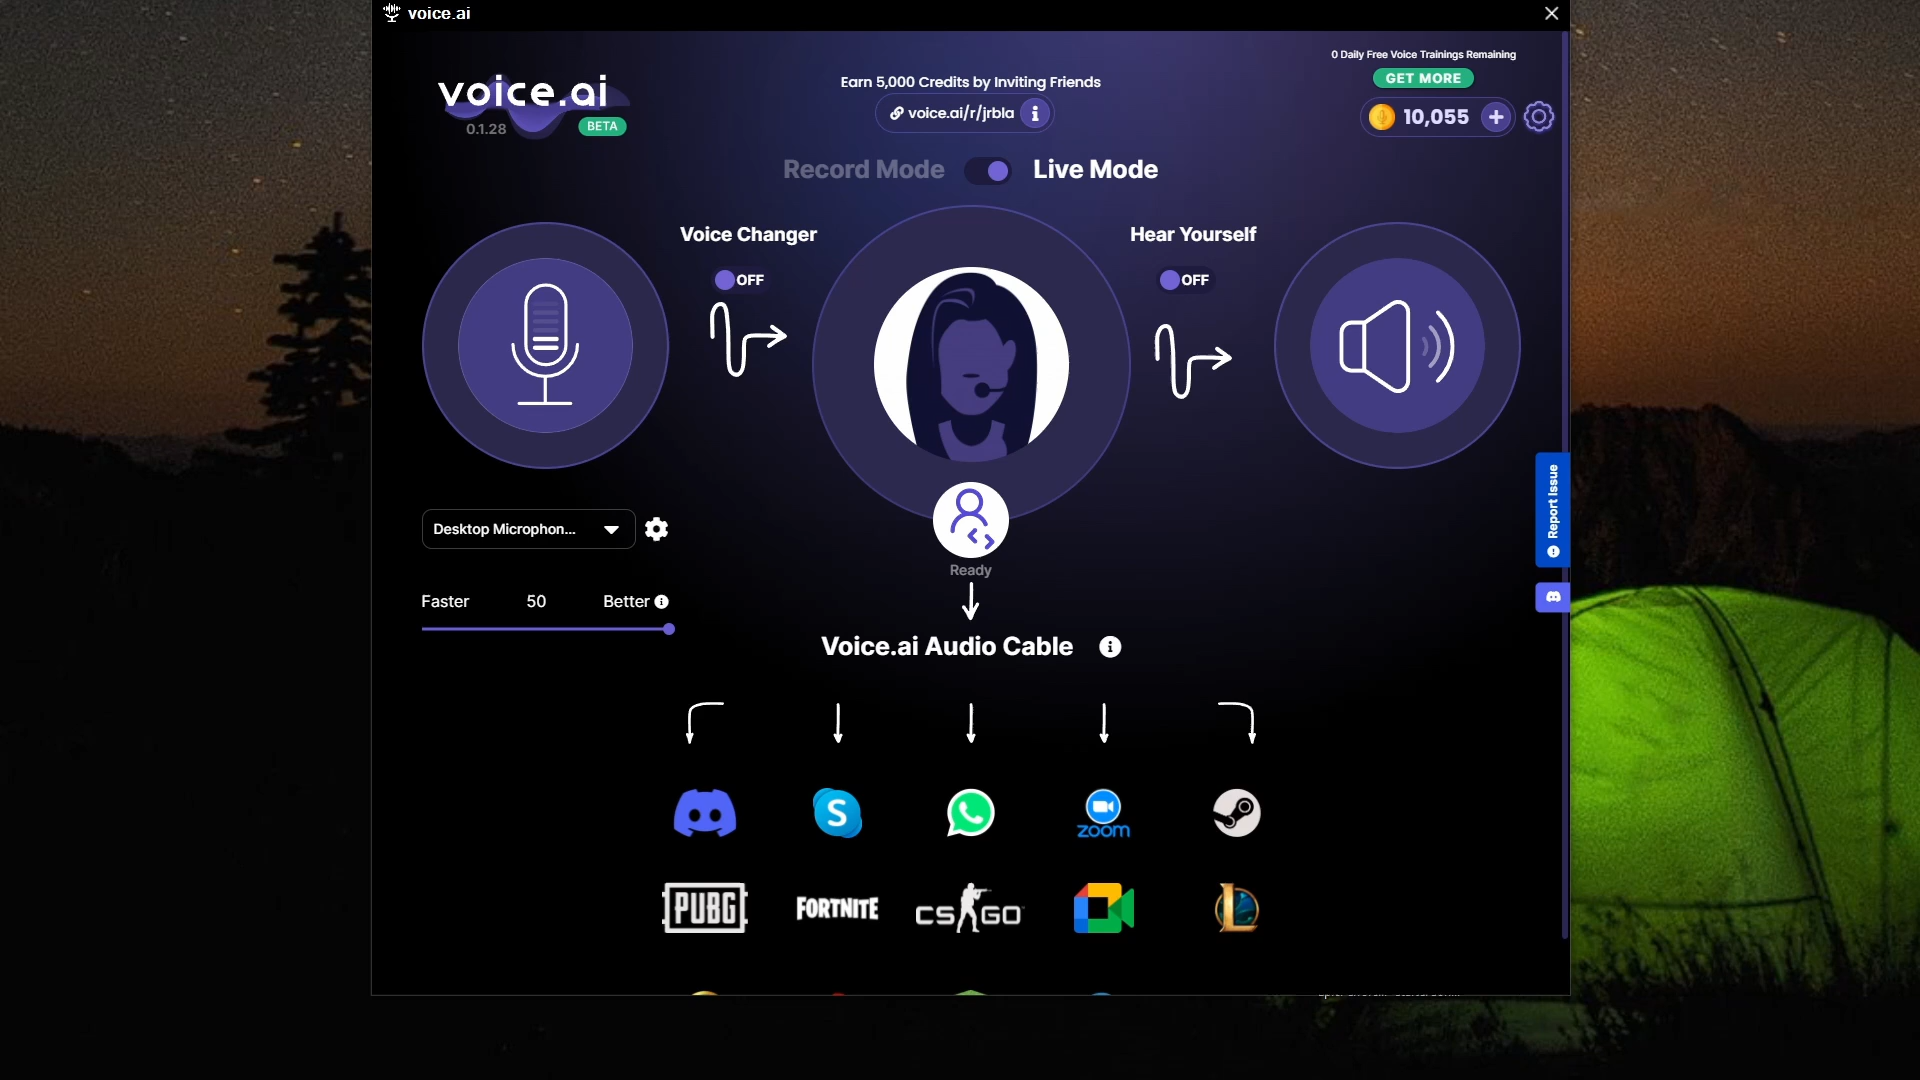 voice.ai
0 Daily Free Voice Trainings Remaining
GET MORE
voice.ai
0.1.28
BETA
Earn 5,000 Credits by Inviting Friends
voice.ai/r/jrbla
10,055
Record Mode
Live Mode
Voice Changer
OFF
Hear Yourself
OFF
Report Issue
Desktop Microphon...
Ready
Faster
50
Better
Voice.ai Audio Cable
S
zoom
PUBG
FORTNITE
CS GO